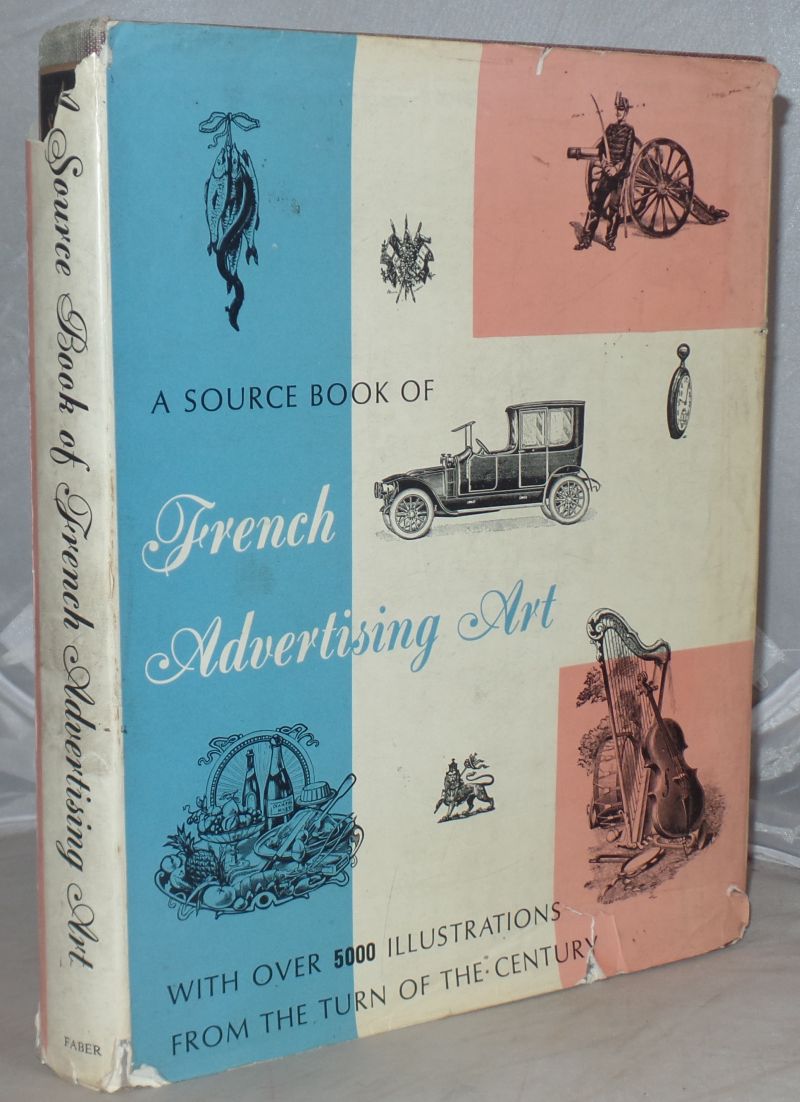 A Source Book of French Advertising Art
FABER
A SOURCE BOOK OF
French
Advertising Art
WITH OVER 5000 ILLUSTRATIONS
FROM THE TURN OF THE CENTURY